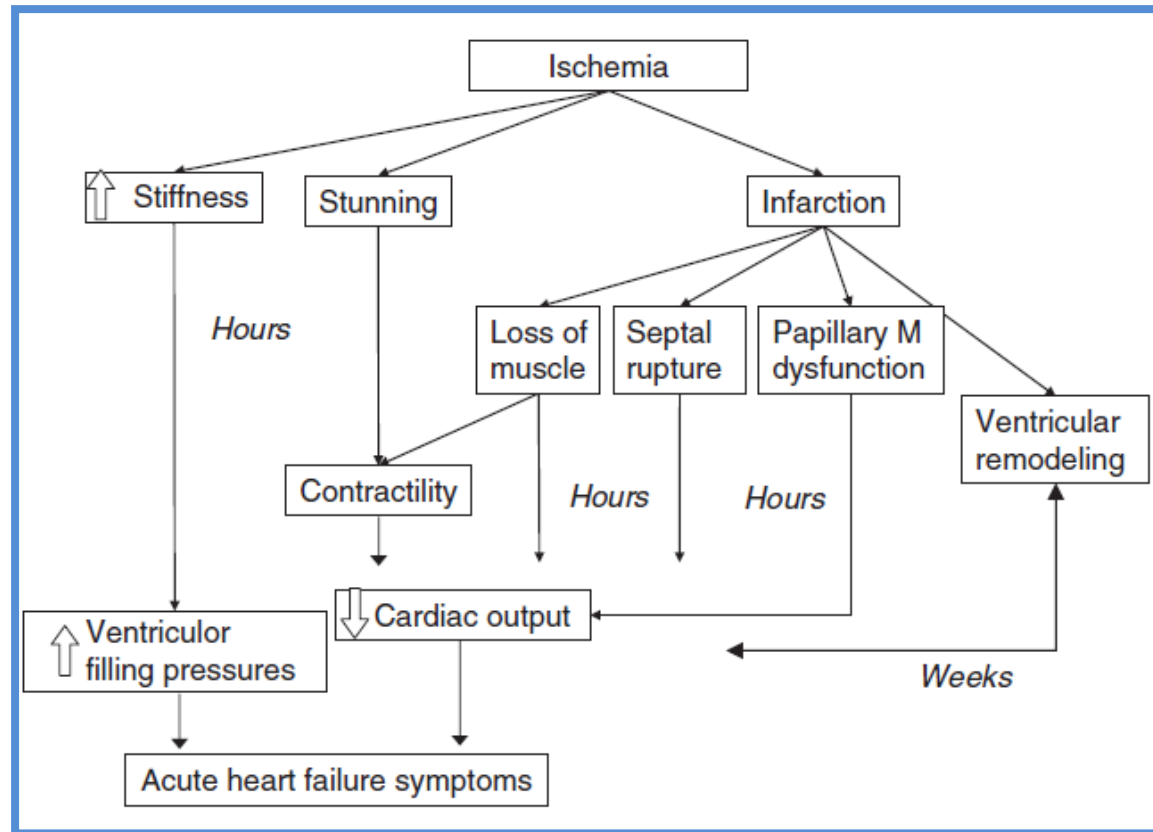 Ischemia
Stiffness
Stunning
Infarction
Hours
Loss of
muscle
Septal
rupture
Papillary M
dysfunction
Ventricular
remodeling
Contractility
Hours
Hours
Cardiac output
Ventriculor
filling pressures
Weeks
Acute heart failure symptoms